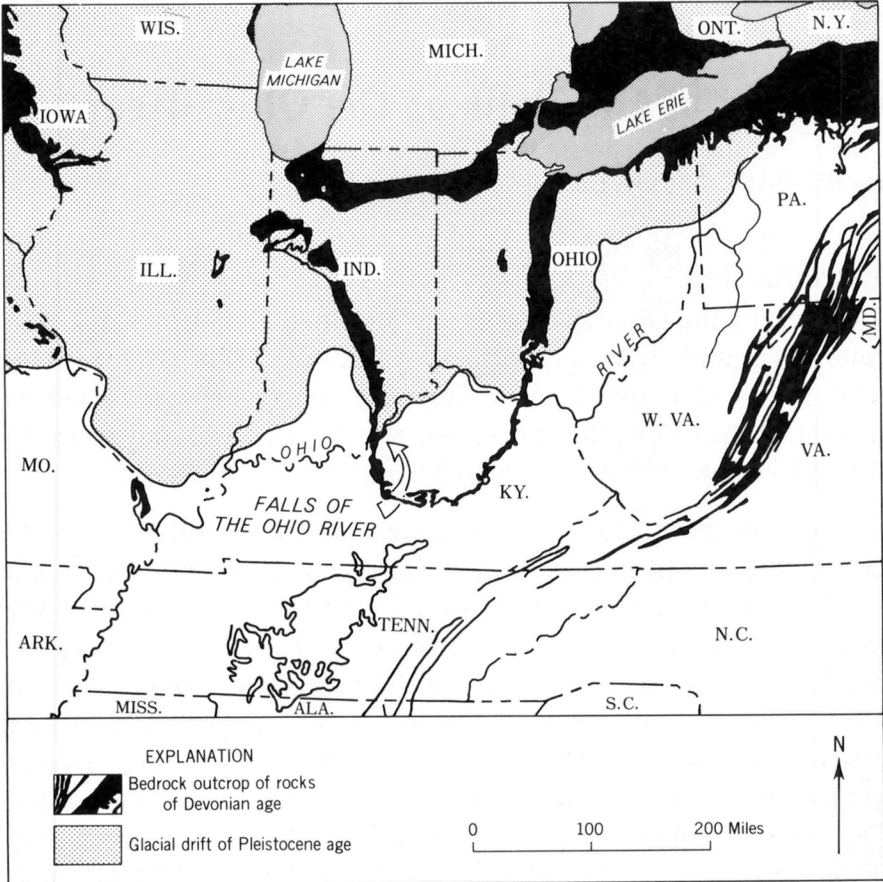 WIS.
LAKE
MICHIGAN
MICH.
ONT.
N.Y.
IOWA
LAKE ERIE
PA.
ILL.
IND.
OHIO
MD.
RIVER
W. VA.
VA.
MO.
OHIO
KY.
FALLS OF
THE OHIO RIVER
ARK.
TENN.
N.C.
MISS.
ALA.
S.C.
EXPLANATION
Bedrock outcrop of rocks
of Devonian age
Glacial drift of Pleistocene age
0 100 200 Miles
N